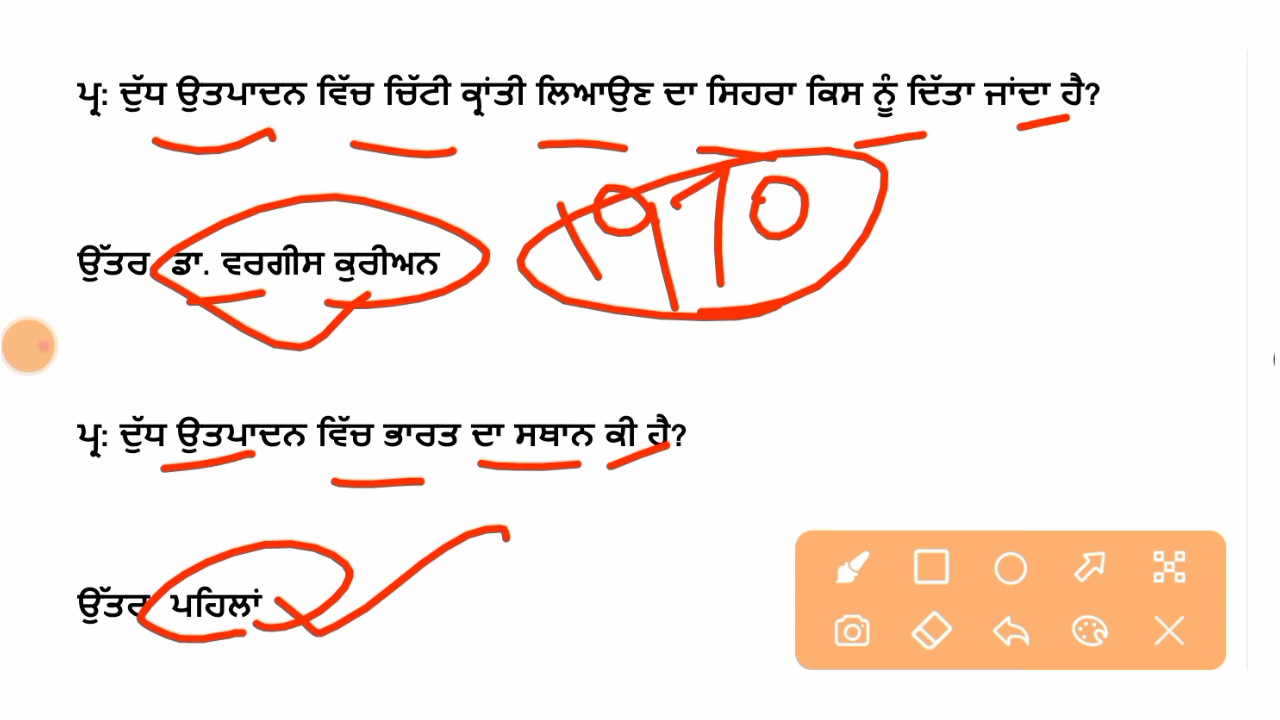 ਪ੍ਰ: ਦੁੱਧ ਉਤਪਾਦਨ ਵਿੱਚ ਚਿੱਟੀ ਕ੍ਰਾਂਤੀ ਲਿਆਉਣ ਦਾ ਸਿਹਰਾ ਕਿਸ ਨੂੰ ਦਿੱਤਾ ਜਾਂਦਾ ਹੈ?
1970
ਉੱਤਰ ਡਾ. ਵਰਗੀਸ ਕੁਰੀਅਨ
ਪ੍ਰ: ਦੁੱਧ ਉਤਪਾਦਨ ਵਿੱਚ ਭਾਰਤ ਦਾ ਸਥਾਨ ਕੀ ਹੈ?
ਉੱਤਰ ਪਹਿਲਾਂ